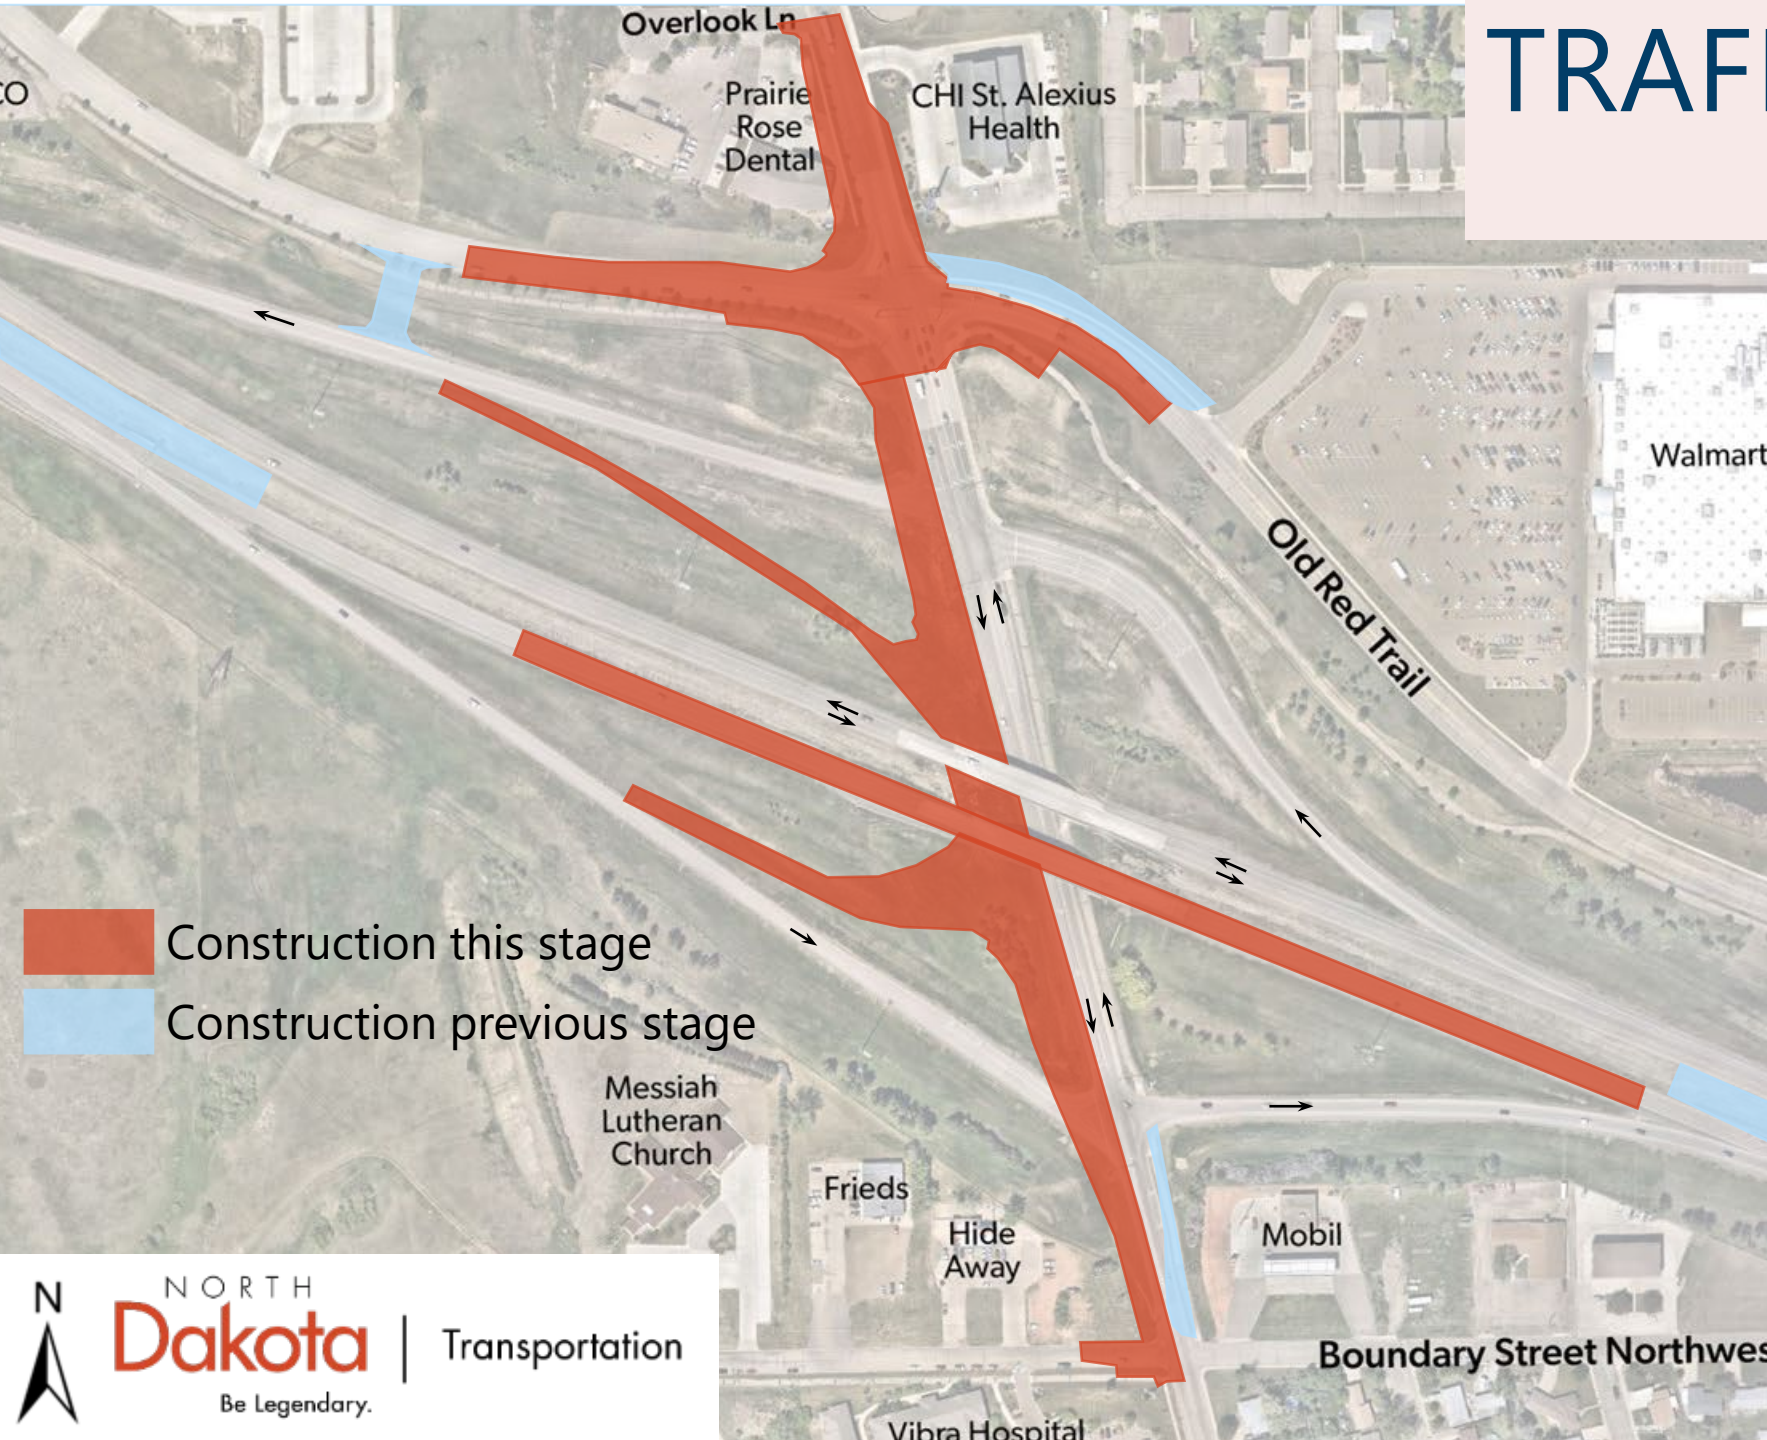 Overlook Ln
TRAF
CO
Prairie
Rose
Dental
CHI St. Alexius
Health
Walmart
Old Red Trail
Construction this stage
Construction previous stage
Messiah
Lutheran
Church
Frieds
Hide
Away
Mobil
N
NORTH
Dakota
Be Legendary.
Transportation
Boundary Street Northwes
Vibra Hospital